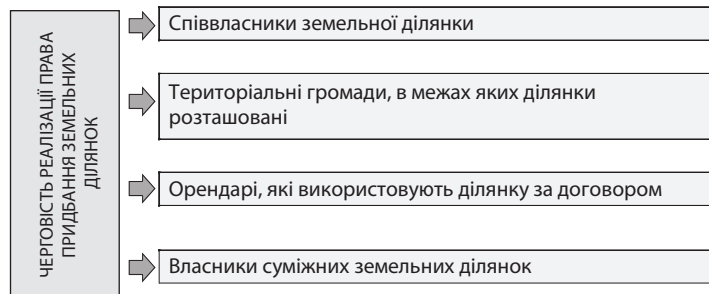 ЧЕРГОВІСТЬ РЕАЛІЗАЦІЇ ПРАВА
ПРИДБАННЯ ЗЕМЕЛЬНИХ
ДІЛЯНОК
Співвласники земельної ділянки
Територіальні громади, в межах яких ділянки
розташовані
Орендарі, які використовують ділянку за договором
Власники суміжних земельних ділянок